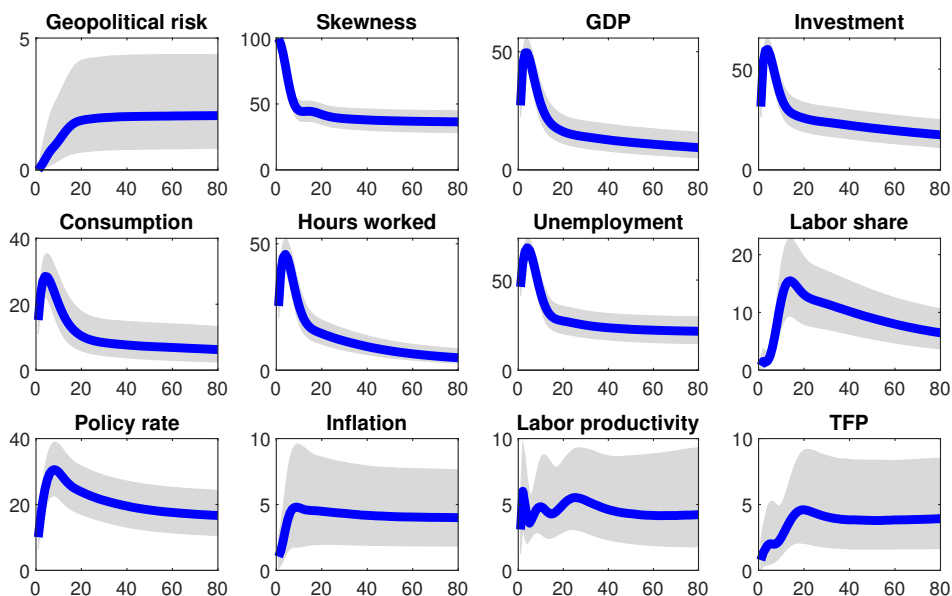 Geopolitical risk
5
0
0 20 40 60 80
Skewness
100
50
0
0 20 40 60 80
GDP
50
0
0 20 40 60 80
Investment
50
0
0 20 40 60 80
Consumption
40
20
0
0 20 40 60 80
Hours worked
50
0
0 20 40 60 80
Unemployment
50
0
0 20 40 60 80
Labor share
20
10
0
0 20 40 60 80
Policy rate
40
20
0
0 20 40 60 80
Inflation
10
5
0
0 20 40 60 80
Labor productivity
10
5
0
0 20 40 60 80
TFP
10
5
0
0 20 40 60 80